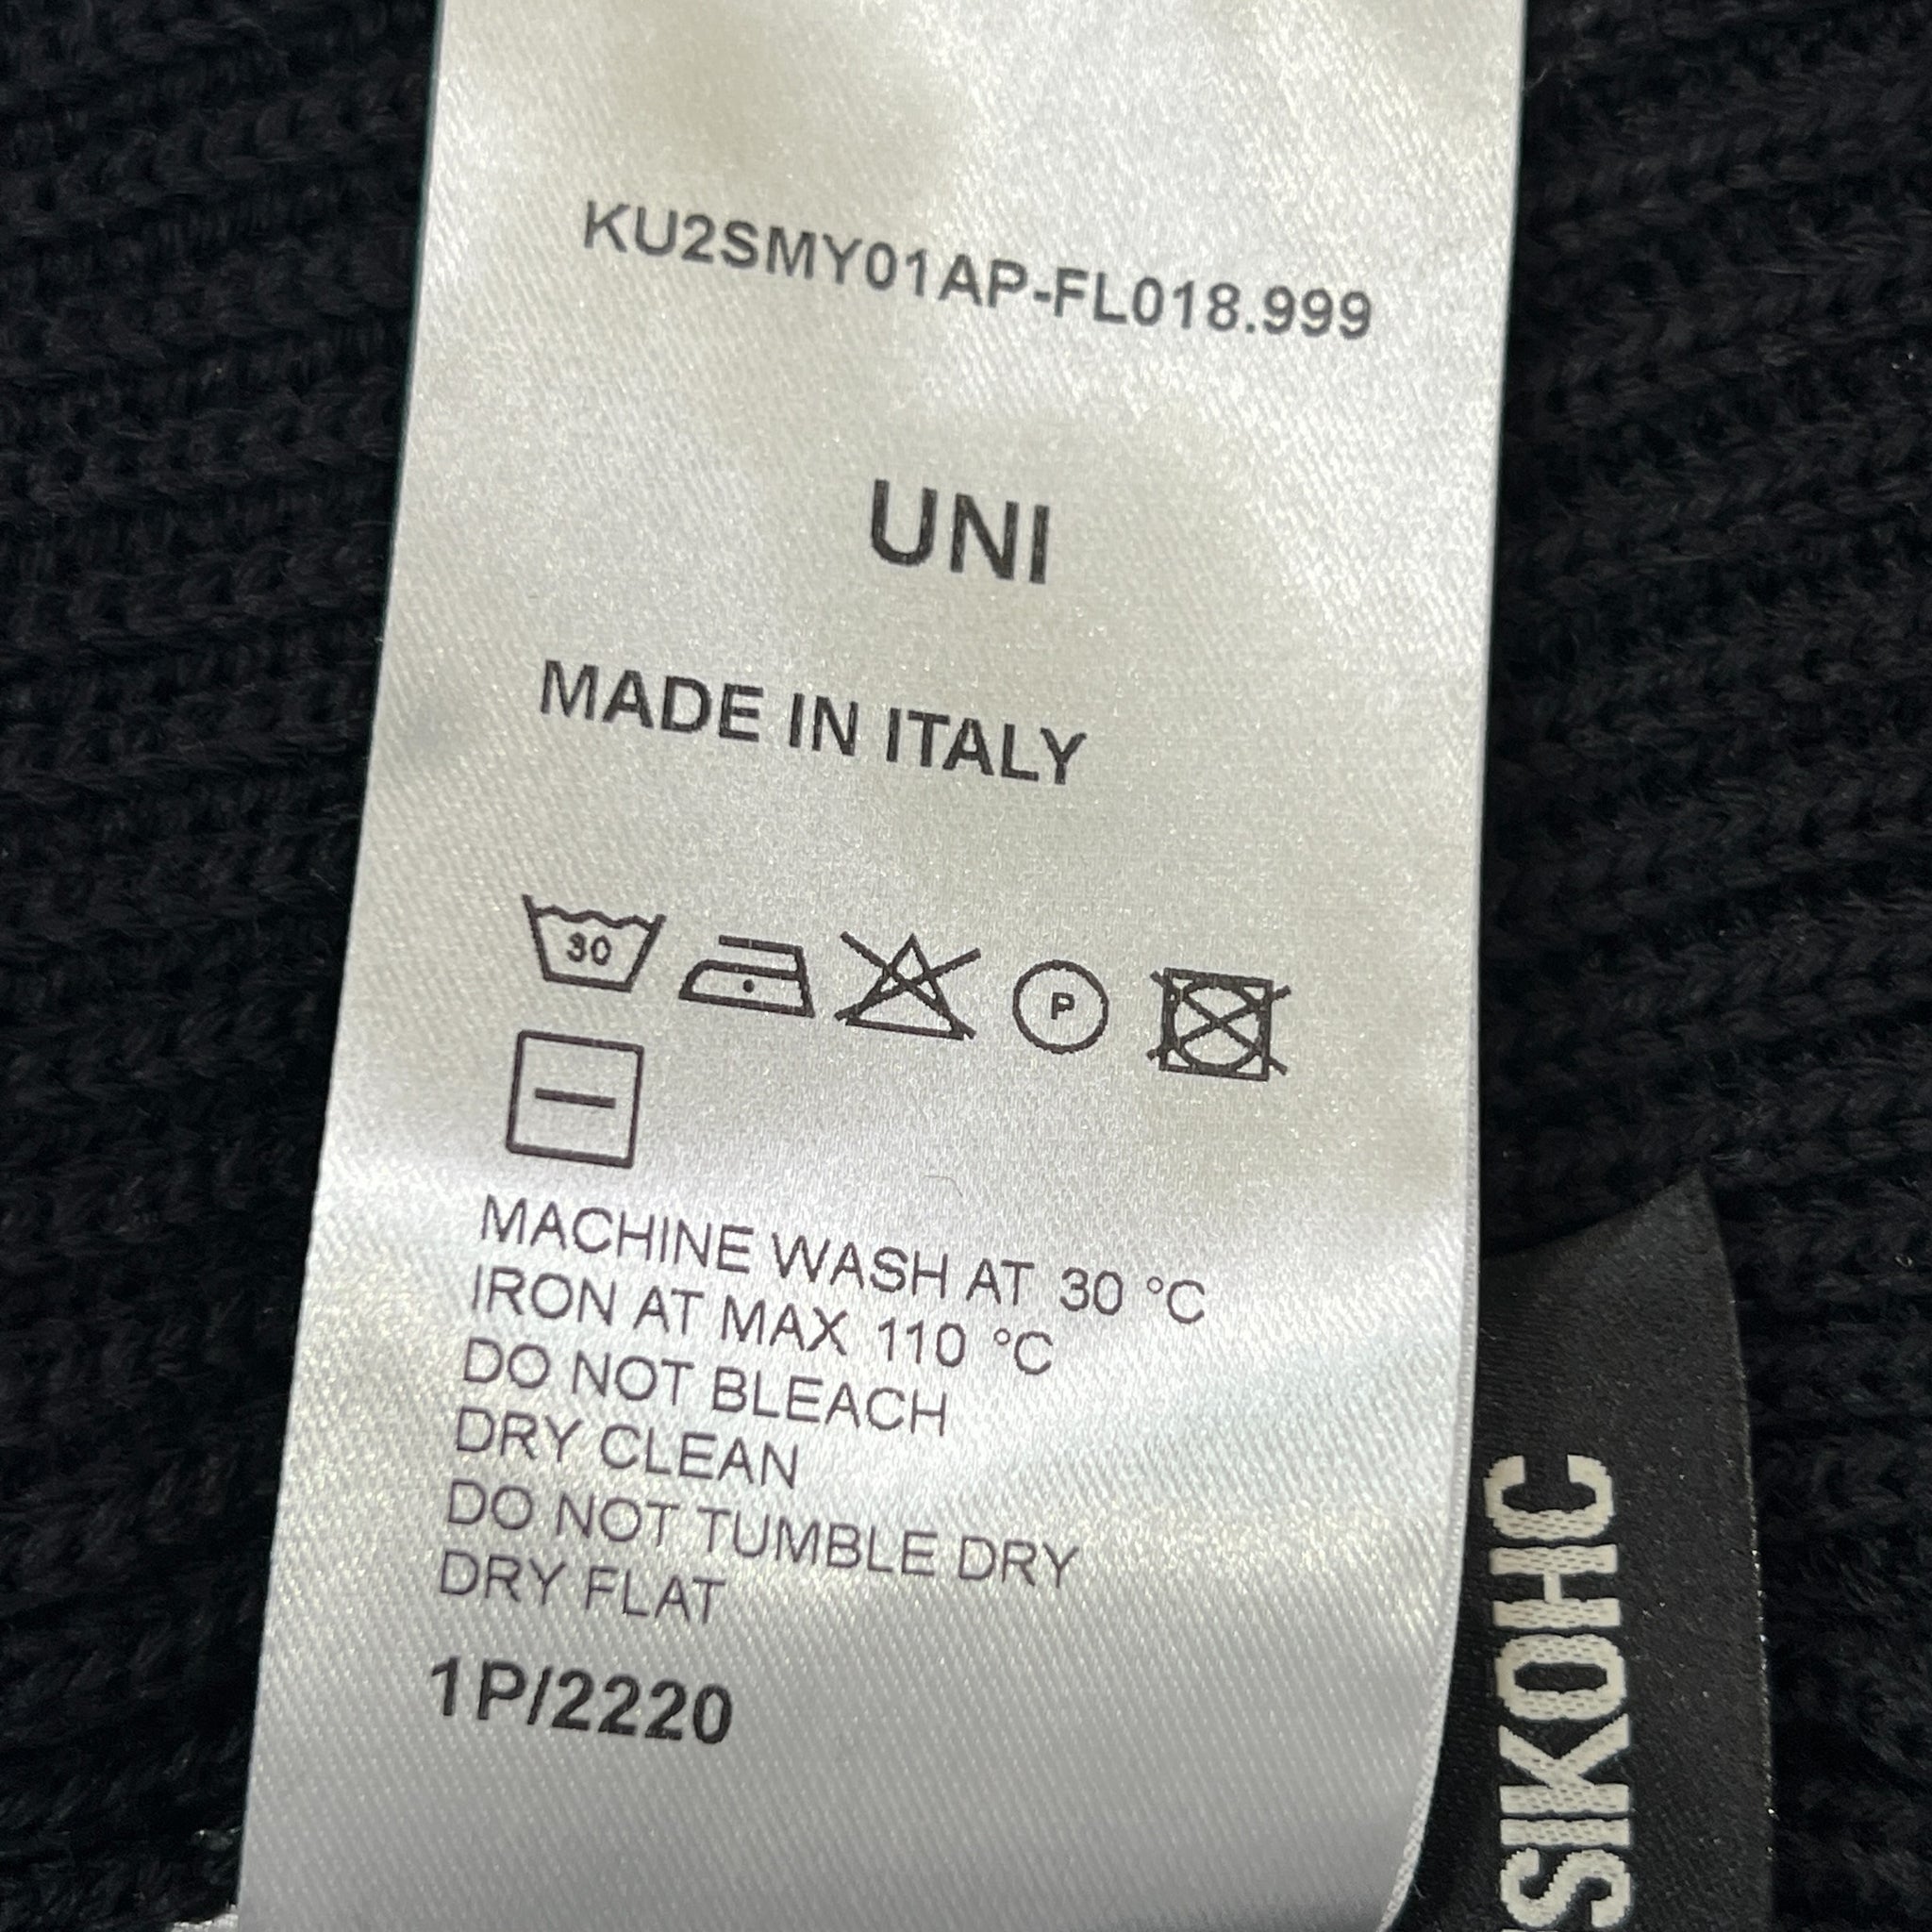 KU2SMY01AP-FL018.999
UNI
MADE IN ITALY
30
P
MACHINE WASH AT 30 °C
IRON AT MAX 110 °C
DO NOT BLEACH
DRY CLEAN
DO NOT TUMBLE DRY
DRY FLAT
1P/2220
SIKOHC